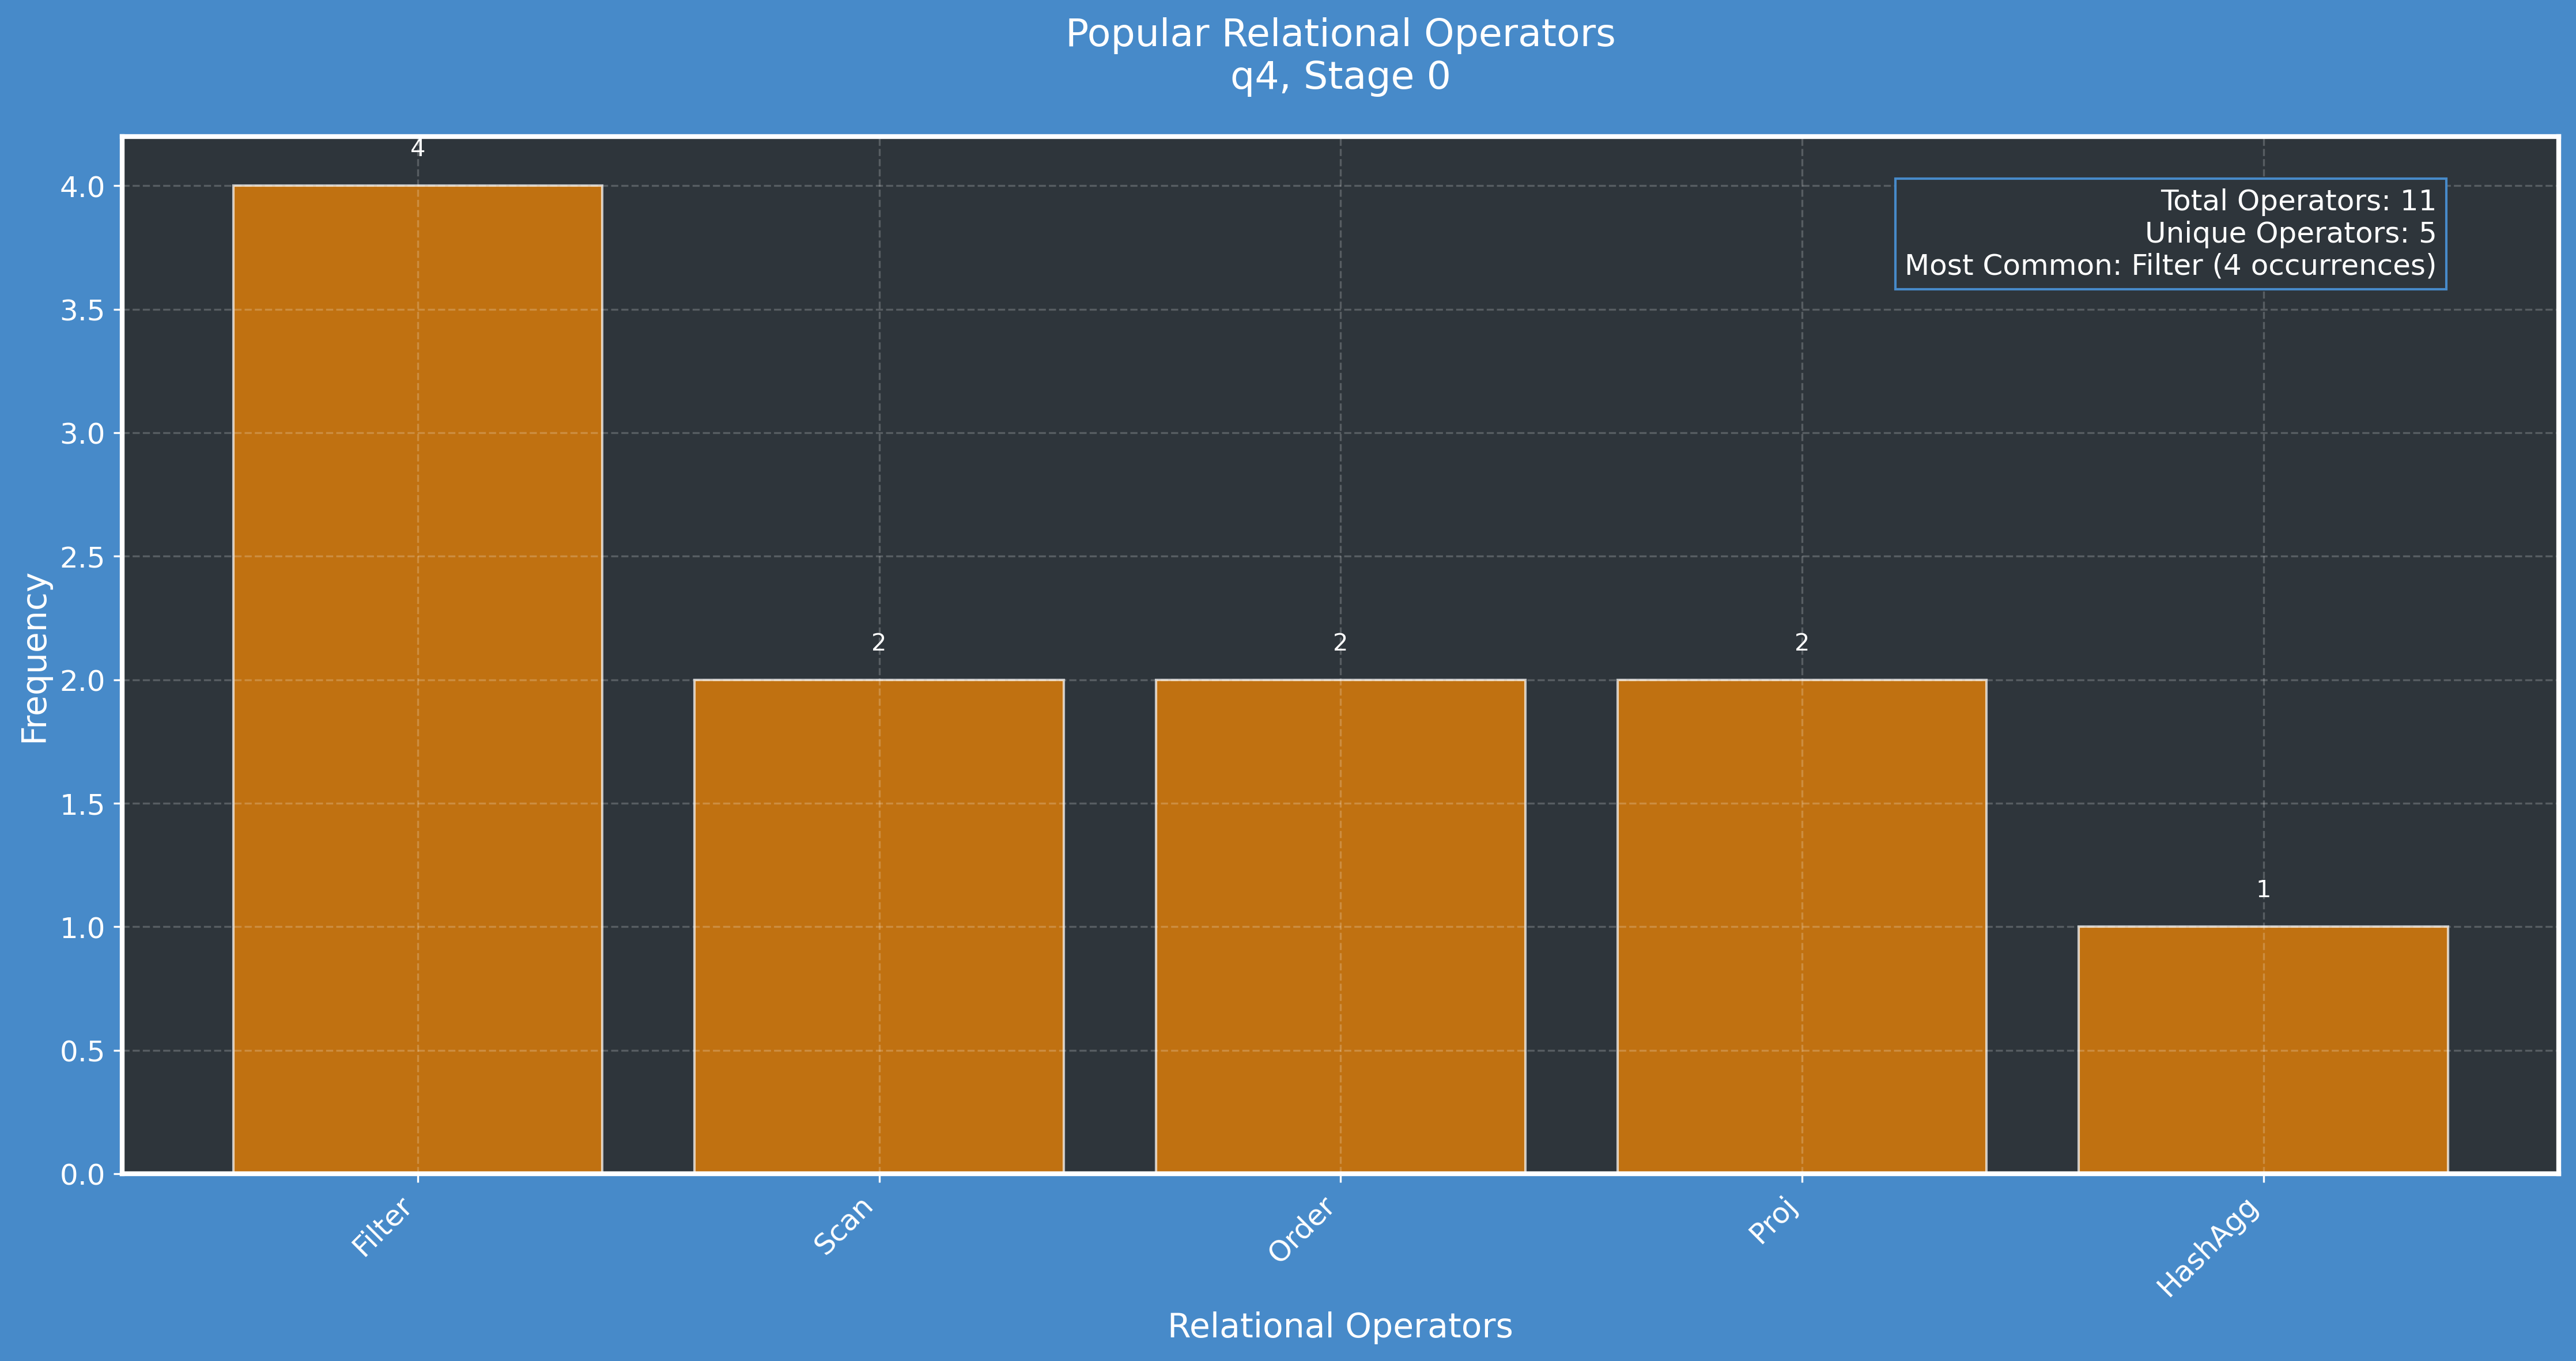 Popular Relational Operators
q4, Stage 0
4
4.0
Total Operators: 11
Unique Operators: 5
Most Common: Filter (4 occurrences)
3.5
3.0
2.5
2
2
2
2.0
1.5
1
1.0
0.5
0.0
Frequency
Filter
Scan
Order
Proj
HashAgg
Relational Operators